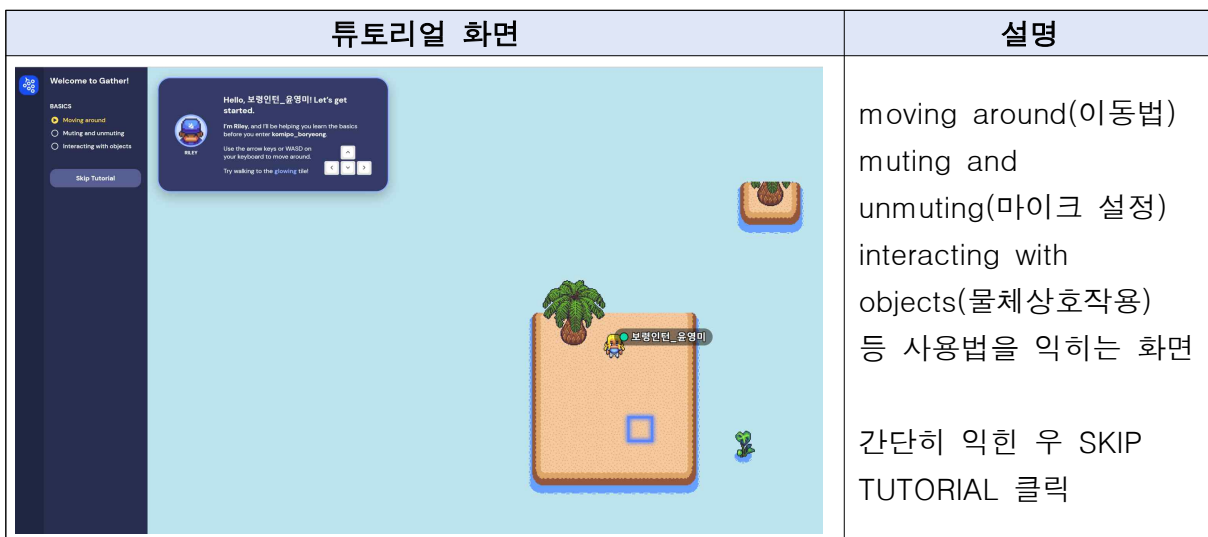 튜토리얼 화면
설명
Welcome to Gather!
BASICS
Moving around
Muting and unmuting
Interacting with objects
Skip Tutorial
Hello, 보령인턴_윤영미! Let's get
started.
I'm Riley, and I'll be helping you learn the basics
before you enter komipo_boryeong.
Use the arrow keys or WASD on
your keyboard to move around.
Try walking to the glowing tile!
RILEY
보령인턴_윤영미
moving around(이동법)
muting and
unmuting(마이크 설정)
interacting with
objects(물체상호작용)
등 사용법을 익히는 화면
간단히 익힌 우 SKIP
TUTORIAL 클릭